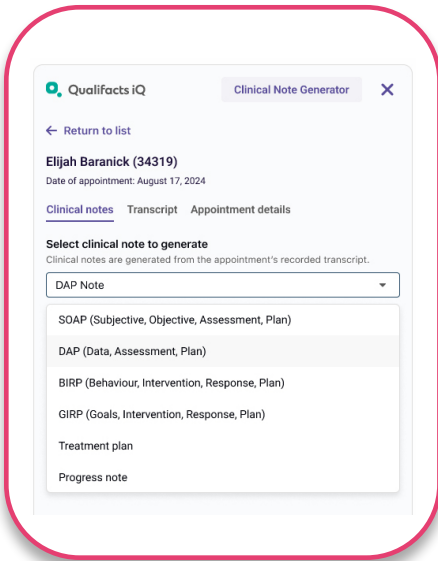 Qualifacts iQ Clinical Note Generator
Return to list
Elijah Baranick (34319)
Date of appointment: August 17, 2024
Clinical notes Transcript Appointment details
Select clinical note to generate
Clinical notes are generated from the appointment's recorded transcript.
DAP Note
SOAP (Subjective, Objective, Assessment, Plan)
DAP (Data, Assessment, Plan)
BIRP (Behaviour, Intervention, Response, Plan)
GIRP (Goals, Intervention, Response, Plan)
Treatment plan
Progress note